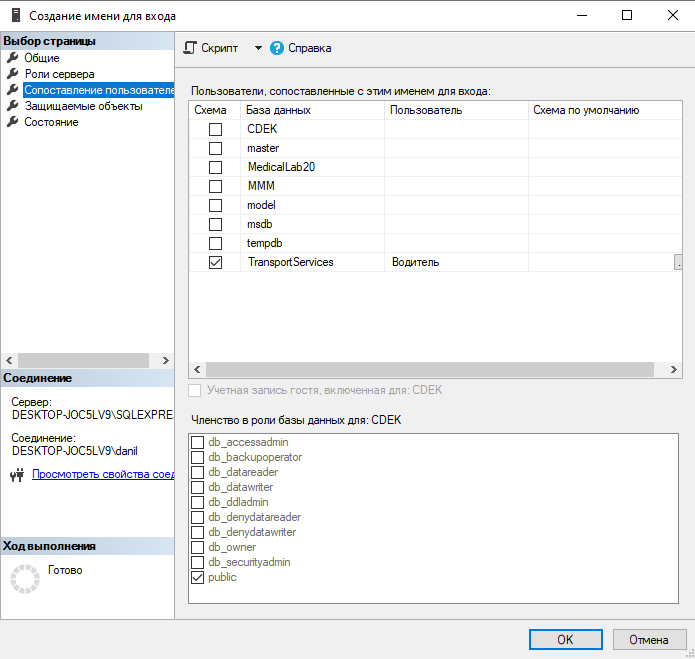 Создание имени для входа
Выбор страницы
Общие
Роли сервера
Сопоставление пользователе
Защищаемые объекты
Состояние
Скрипт
Справка
Пользователи, сопоставленные с этим именем для входа:
Схема База данных Пользователь Схема по умолчанию
CDEK
master
MedicalLab20
MMM
model
msdb
tempdb
TransportServices Водитель
Учетная запись гостя, включенная для: CDEK
Членство в роли базы данных для: CDEK
db_accessadmin
db_backupoperator
db_datareader
db_datawriter
db_ddladmin
db_denydatareader
db_denydatawriter
db_owner
db_securityadmin
public
Соединение
Сервер:
DESKTOP-JOC5LV9\SQLEXPRE
Соединение:
DESKTOP-JOC5LV9\danil
Просмотреть свойства соед
Ход выполнения
Готово
OK
Отмена